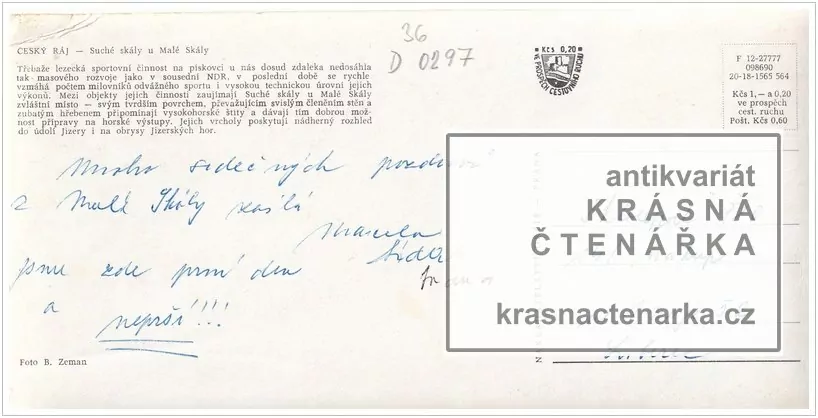 36
D 0297
ČESKÝ RÁJ — Suché skály u Malé Skály
Třebaže lezecká sportovní činnost na pískovci u nás dosud zdaleka nedosáhla
tak masového rozvoje jako v sousední NDR, v poslední době se rychle
vzmáhá počtem milovníků odvážného sportu i vysokou technickou úrovní jejich
výkonů. Mezi objekty jejich činnosti zaujímají Suché skály u Malé Skály
zvláštní místo — svým tvrdším povrchem, převažujícím svislým členěním stěn a
zubatým hřebenem připomínají vysokohorské štíty a dávají tím dobrou mož-
nost přípravy na horské výstupy. Jejich vrcholy poskytují nádherný rozhled
do údolí Jizery i na obrysy Jizerských hor.
Kčs 0,20
VE PROSPĚCH CESTOVNÍHO RUCHU
F 12-27777
098690
20-18-1565 564
Kčs 1,— a 0,20
ve prospěch
cest. ruchu
Pošt. Kčs 0,60
Mnoho srdečných
z Malé Skály zasílá
Marcela
jsme zde první den
a
neprší!!!
Foto B. Zeman
antikvariát
KRÁSNÁ
ČTENÁŘKA
krasnactenarka.cz